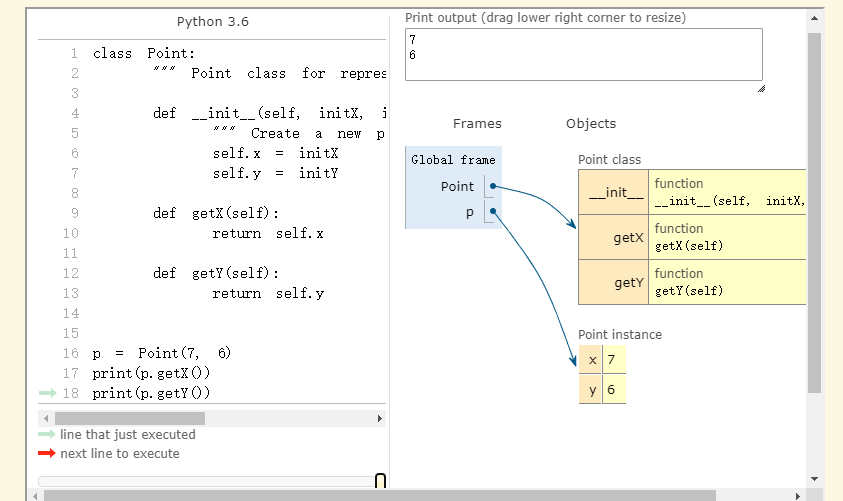 Python 3.6
1 class Point:
2 """ Point class for repres
3
4 def __init__(self, initX, i
5 """ Create a new p
6 self.x = initX
7 self.y = initY
8
9 def getX(self):
10 return self.x
11
12 def getY(self):
13 return self.y
14
15
16 p = Point(7, 6)
17 print(p.getX())
18 print(p.getY())
line that just executed
next line to execute
Print output (drag lower right corner to resize)
7
6
Frames Objects
Global frame
Point
p
Point class
__init__ function
__init__(self, initX,
getX function
getX(self)
getY function
getY(self)
Point instance
x 7
y 6